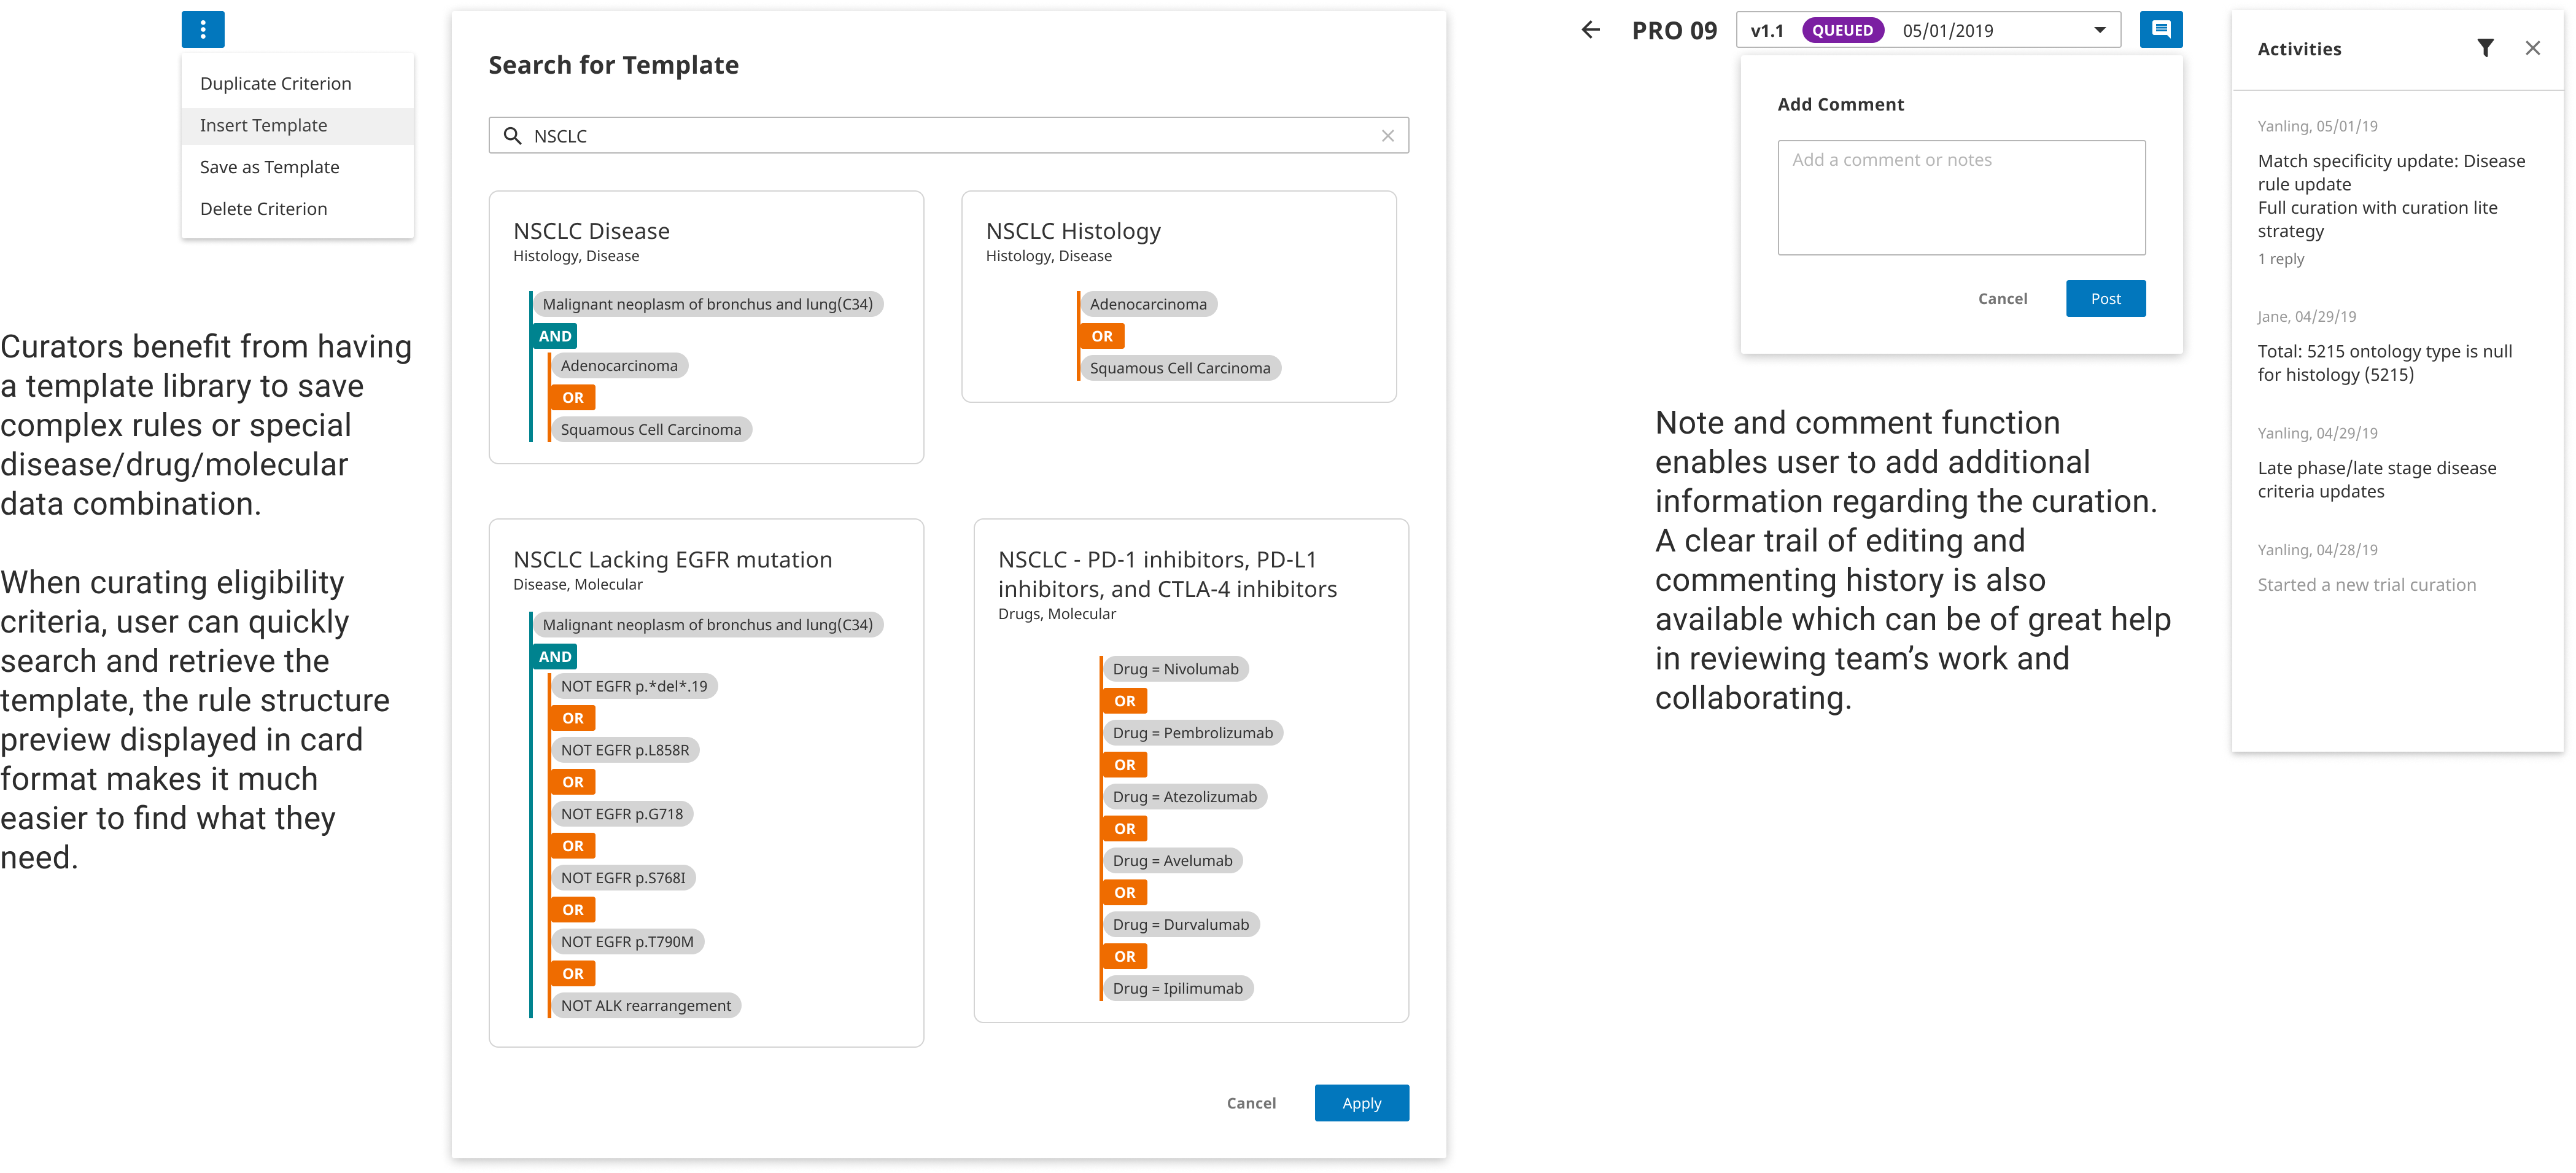 Duplicate Criterion
Insert Template
Save as Template
Delete Criterion
Curators benefit from having
a template library to save
complex rules or special
disease/drug/molecular
data combination.
When curating eligibility
criteria, user can quickly
search and retrieve the
template, the rule structure
preview displayed in card
format makes it much
easier to find what they
need.
Search for Template
NSCLC
NSCLC Disease
Histology, Disease
Malignant neoplasm of bronchus and lung(C34)
AND
Adenocarcinoma
OR
Squamous Cell Carcinoma
NSCLC Histology
Histology, Disease
Adenocarcinoma
OR
Squamous Cell Carcinoma
NSCLC Lacking EGFR mutation
Disease, Molecular
Malignant neoplasm of bronchus and lung(C34)
AND
NOT EGFR p.*del*.19
OR
NOT EGFR p.L858R
OR
NOT EGFR p.G718
OR
NOT EGFR p.S768I
OR
NOT EGFR p.T790M
OR
NOT ALK rearrangement
NSCLC - PD-1 inhibitors, PD-L1
inhibitors, and CTLA-4 inhibitors
Drugs, Molecular
Drug = Nivolumab
OR
Drug = Pembrolizumab
OR
Drug = Atezolizumab
OR
Drug = Avelumab
OR
Drug = Durvalumab
OR
Drug = Ipilimumab
Cancel
Apply
PRO 09
v1.1 QUEUED 05/01/2019
Add Comment
Add a comment or notes
Cancel
Post
Note and comment function
enables user to add additional
information regarding the curation.
A clear trail of editing and
commenting history is also
available which can be of great help
in reviewing team’s work and
collaborating.
Activities
Yanling, 05/01/19
Match specificity update: Disease
rule update
Full curation with curation lite
strategy
1 reply
Jane, 04/29/19
Total: 5215 ontology type is null
for histology (5215)
Yanling, 04/29/19
Late phase/late stage disease
criteria updates
Yanling, 04/28/19
Started a new trial curation